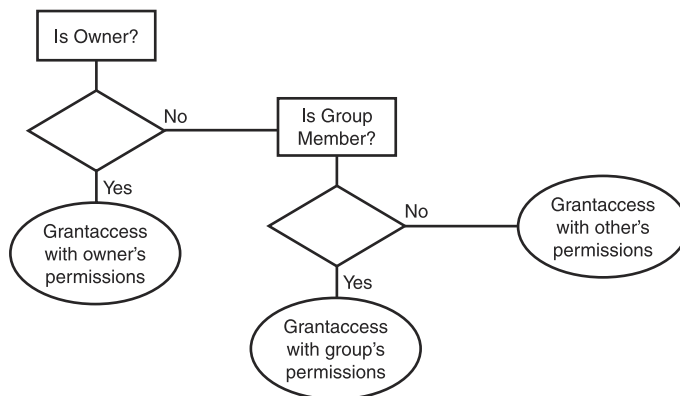 Is Owner?
No
Is Group
Member?
Yes
No
Grantaccess
with owner's
permissions
Grantaccess
with other's
permissions
Yes
Grantaccess
with group's
permissions